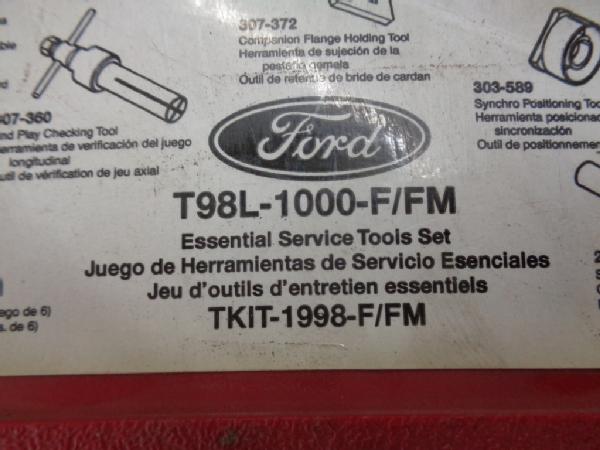 307-372
Companion Flange Holding Tool
Herramienta de sujeción de la
pestaña gemela
Outil de retenue de bride de cardan
303-589
Synchro Positioning Too
Herramienta posicionad
sincronización
Outil de positionneme
07-360
nd Play Checking Tool
erramienta de verificación del juego
longitudinal
util de vérification de jeu axial
Ford
T98L-1000-F/FM
Essential Service Tools Set
Juego de Herramientas de Servicio Esenciales
Jeu d'outils d'entretien essentiels
TKIT-1998-F/FM
ego de 6)
s. de 6)